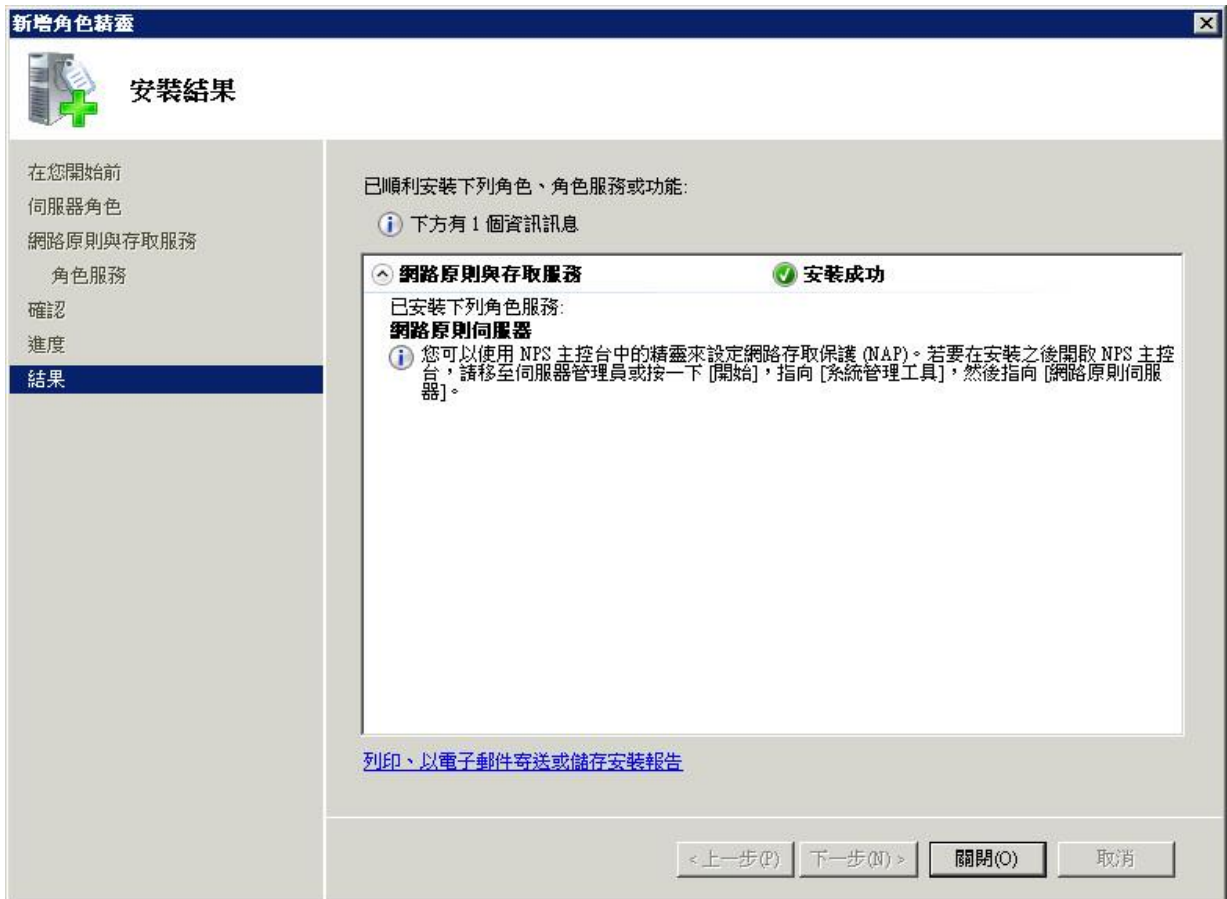 新增角色精靈
安裝結果
在您開始前
伺服器角色
網路原則與存取服務
角色服務
確認
進度
結果
已順利安裝下列角色、角色服務或功能:
下方有 1 個資訊訊息
網路原則與存取服務
安裝成功
已安裝下列角色服務:
網路原則伺服器
您可以使用 NPS 主控台中的精靈來設定網路存取保護 (NAP)。若要在安裝之後開啟 NPS 主控
台，請移至伺服器管理員或按一下 [開始]，指向 [系統管理工具]，然後指向 [網路原則伺服
器]。
列印、以電子郵件寄送或儲存安裝報告
<上一步(P)
下一步(N)>
關閉(O)
取消